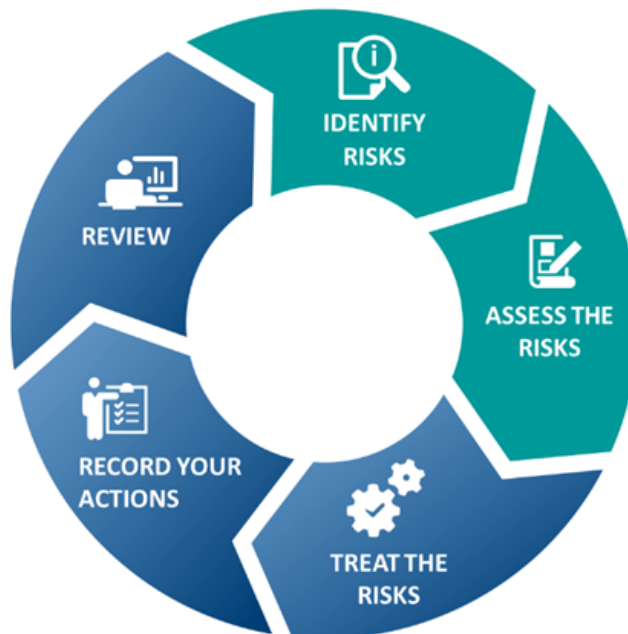 IDENTIFY
RISKS
ASSESS THE
RISKS
TREAT THE
RISKS
RECORD YOUR
ACTIONS
REVIEW